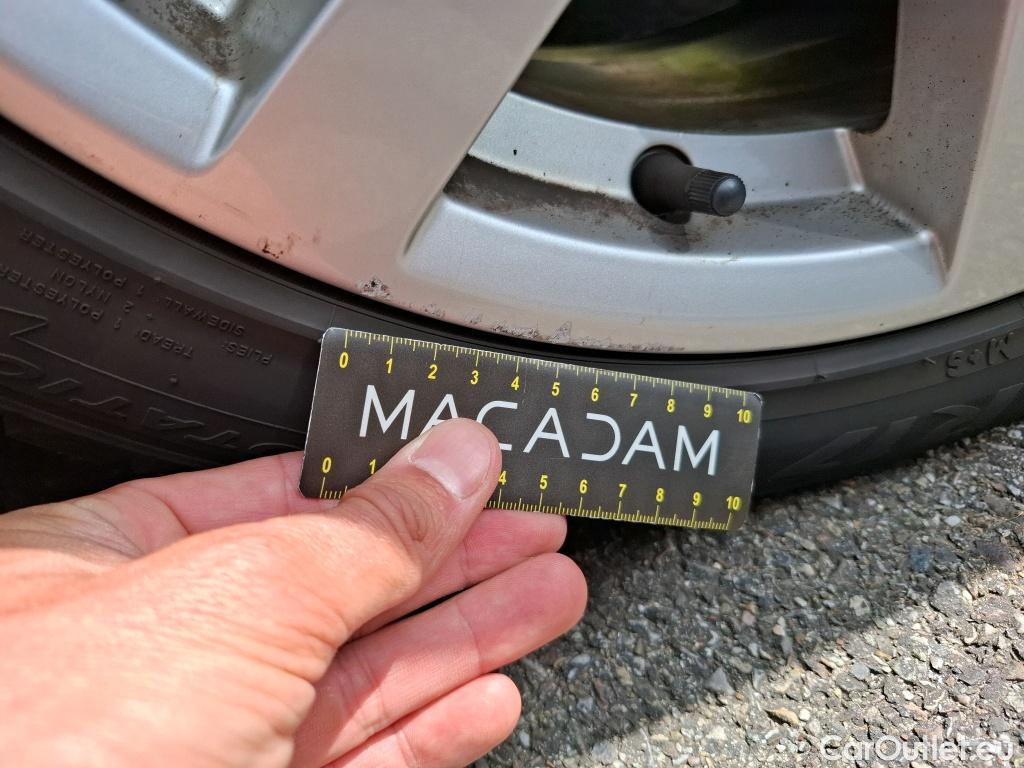 PLIES:
SIDEWALL 1 POLYESTER
TREAD: 1 POLYESTER
+ 2 NYLON
M+S
0 1 2 3 4 5 6 7 8 9 10
MACADAM
0 1 4 5 6 7 8 9 10
CarOutlet.eu